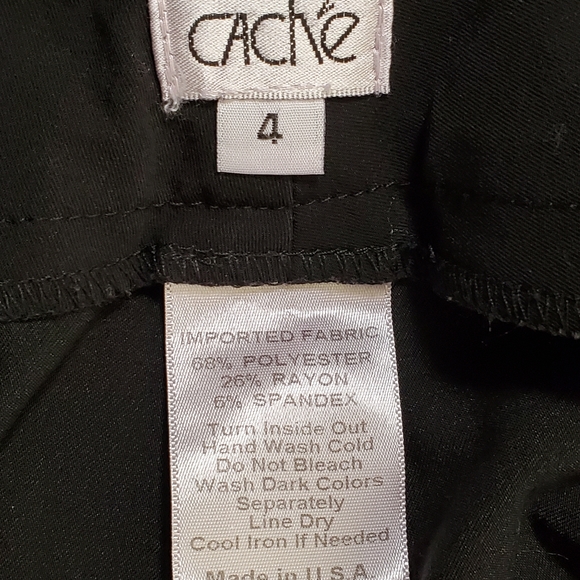 CAché
4
IMPORTED FABRIC
68% POLYESTER
26% RAYON
6% SPANDEX
Turn Inside Out
Hand Wash Cold
Do Not Bleach
Wash Dark Colors
Separately
Line Dry
Cool Iron If Needed
Made in U.S.A